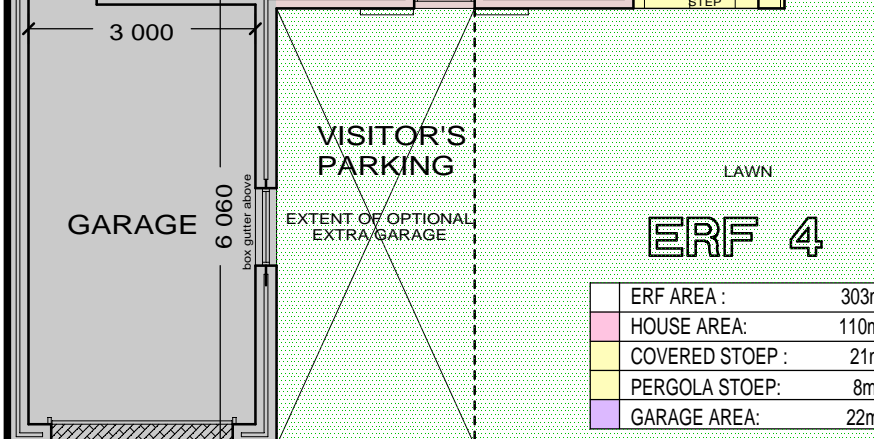 STEP
3 000
VISITOR'S
PARKING
LAWN
GARAGE
6 060
box gutter above
EXTENT OF OPTIONAL
EXTRA GARAGE
ERF 4
ERF AREA : 303m
HOUSE AREA: 110m
COVERED STOEP : 21m
PERGOLA STOEP: 8m
GARAGE AREA: 22m